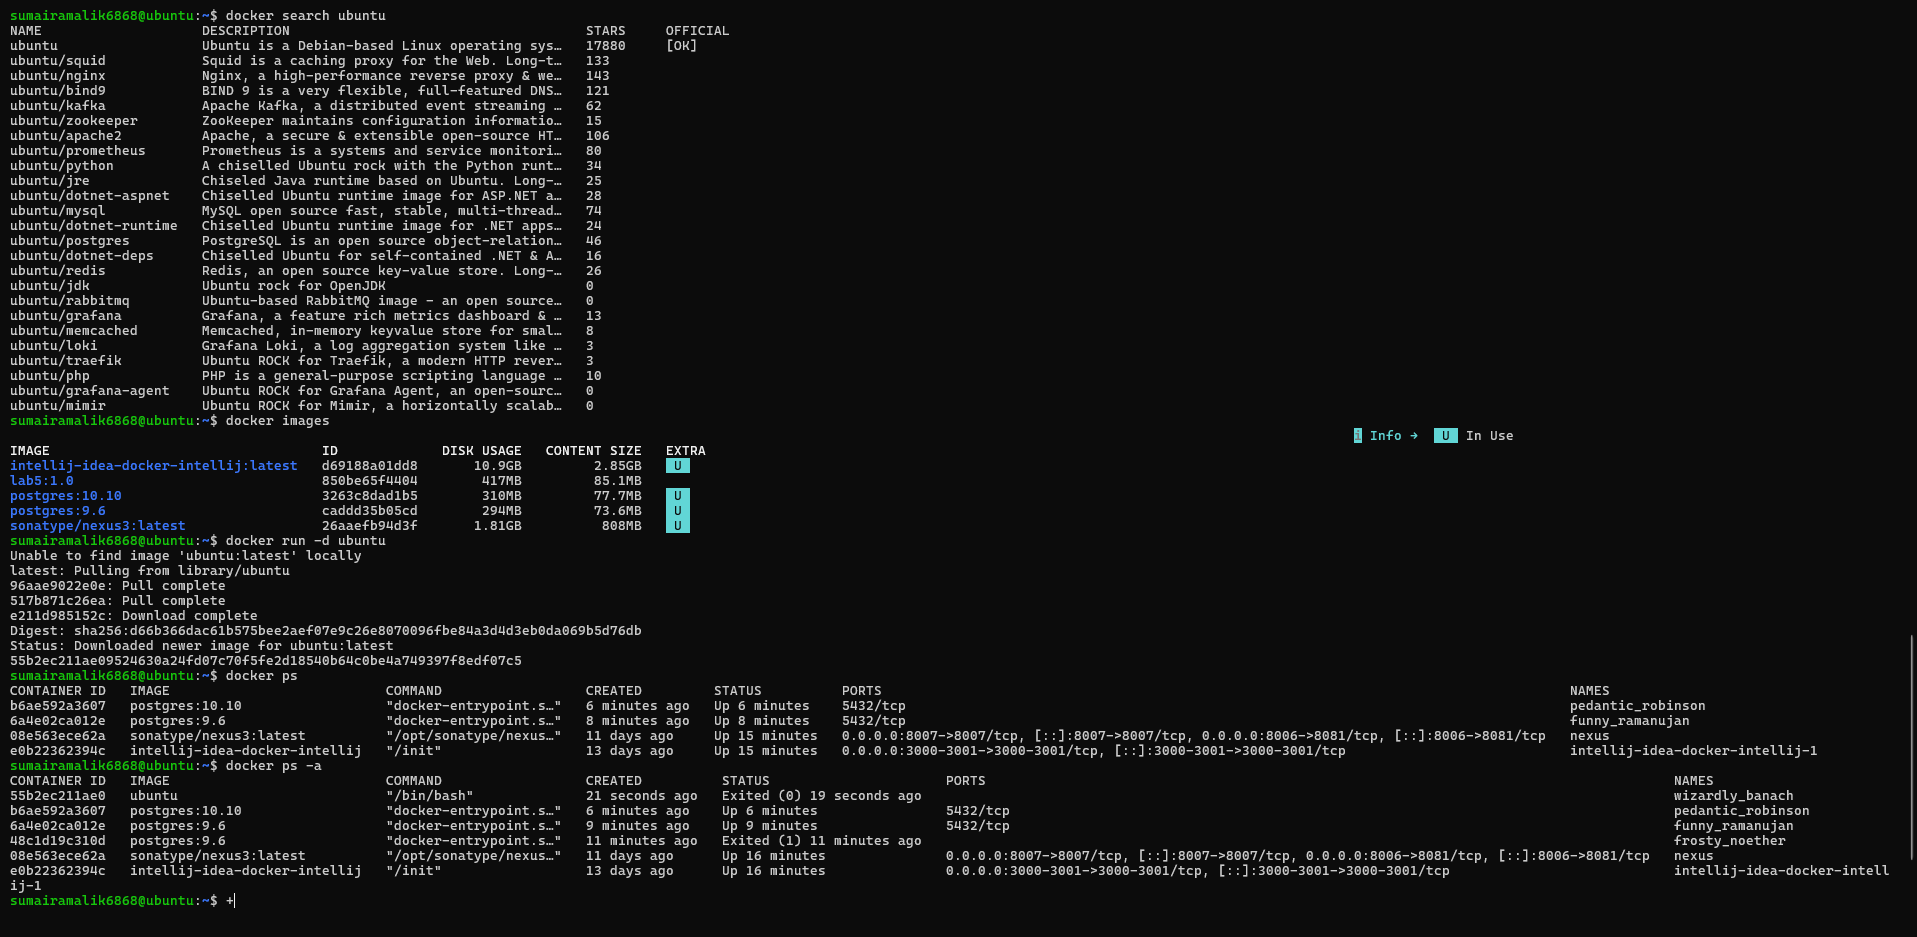 sumairamalik6868@ubuntu:~$ docker search ubuntu
NAME                    DESCRIPTION                                     STARS     OFFICIAL
ubuntu                  Ubuntu is a Debian-based Linux operating sys…   17880     [OK]
ubuntu/squid            Squid is a caching proxy for the Web. Long-t…   133
ubuntu/nginx            Nginx, a high-performance reverse proxy & we…   143
ubuntu/bind9            BIND 9 is a very flexible, full-featured DNS…   121
ubuntu/kafka            Apache Kafka, a distributed event streaming …   62
ubuntu/zookeeper        ZooKeeper maintains configuration informatio…   15
ubuntu/apache2          Apache, a secure & extensible open-source HT…   106
ubuntu/prometheus       Prometheus is a systems and service monitori…   80
ubuntu/python           A chiselled Ubuntu rock with the Python runt…   34
ubuntu/jre              Chiseled Java runtime based on Ubuntu. Long-…   25
ubuntu/dotnet-aspnet    Chiselled Ubuntu runtime image for ASP.NET a…   28
ubuntu/mysql            MySQL open source fast, stable, multi-thread…   74
ubuntu/dotnet-runtime   Chiselled Ubuntu runtime image for .NET apps…   24
ubuntu/postgres         PostgreSQL is an open source object-relation…   46
ubuntu/dotnet-deps      Chiselled Ubuntu for self-contained .NET & A…   16
ubuntu/redis            Redis, an open source key-value store. Long-…   26
ubuntu/jdk              Ubuntu rock for OpenJDK                         0
ubuntu/rabbitmq         Ubuntu-based RabbitMQ image - an open source…   0
ubuntu/grafana          Grafana, a feature rich metrics dashboard & …   13
ubuntu/memcached        Memcached, in-memory keyvalue store for smal…   8
ubuntu/loki             Grafana Loki, a log aggregation system like …   3
ubuntu/traefik          Ubuntu ROCK for Traefik, a modern HTTP rever…   3
ubuntu/php              PHP is a general-purpose scripting language …   10
ubuntu/grafana-agent    Ubuntu ROCK for Grafana Agent, an open-sourc…   0
ubuntu/mimir            Ubuntu ROCK for Mimir, a horizontally scalab…   0
sumairamalik6868@ubuntu:~$ docker images
i Info →   U  In Use
IMAGE                                  ID             DISK USAGE   CONTENT SIZE   EXTRA
intellij-idea-docker-intellij:latest   d69188a01dd8       10.9GB         2.85GB    U
lab5:1.0                               850be65f4404        417MB         85.1MB
postgres:10.10                         3263c8dad1b5        310MB         77.7MB    U
postgres:9.6                           caddd35b05cd        294MB         73.6MB    U
sonatype/nexus3:latest                 26aaefb94d3f       1.81GB          808MB    U
sumairamalik6868@ubuntu:~$ docker run -d ubuntu
Unable to find image 'ubuntu:latest' locally
latest: Pulling from library/ubuntu
96aae9022e0e: Pull complete
517b871c26ea: Pull complete
e211d985152c: Download complete
Digest: sha256:d66b366dac61b575bee2aef07e9c26e8070096fbe84a3d4d3eb0da069b5d76db
Status: Downloaded newer image for ubuntu:latest
55b2ec211ae09524630a24fd07c70f5fe2d18540b64c0be4a749397f8edf07c5
sumairamalik6868@ubuntu:~$ docker ps
CONTAINER ID   IMAGE                           COMMAND                  CREATED         STATUS          PORTS                                                                                      NAMES
b6ae592a3607   postgres:10.10                  "docker-entrypoint.s…"   6 minutes ago   Up 6 minutes    5432/tcp                                                                                   pedantic_robinson
6a4e02ca012e   postgres:9.6                    "docker-entrypoint.s…"   8 minutes ago   Up 8 minutes    5432/tcp                                                                                   funny_ramanujan
08e563ece62a   sonatype/nexus3:latest          "/opt/sonatype/nexus…"   11 days ago     Up 15 minutes   0.0.0.0:8007->8007/tcp, [::]:8007->8007/tcp, 0.0.0.0:8006->8081/tcp, [::]:8006->8081/tcp   nexus
e0b22362394c   intellij-idea-docker-intellij   "/init"                  13 days ago     Up 15 minutes   0.0.0.0:3000-3001->3000-3001/tcp, [::]:3000-3001->3000-3001/tcp                            intellij-idea-docker-intellij-1
sumairamalik6868@ubuntu:~$ docker ps -a
CONTAINER ID   IMAGE                           COMMAND                  CREATED          STATUS                      PORTS                                                                                      NAMES
55b2ec211ae0   ubuntu                          "/bin/bash"              21 seconds ago   Exited (0) 19 seconds ago                                                                                              wizardly_banach
b6ae592a3607   postgres:10.10                  "docker-entrypoint.s…"   6 minutes ago    Up 6 minutes                5432/tcp                                                                                   pedantic_robinson
6a4e02ca012e   postgres:9.6                    "docker-entrypoint.s…"   9 minutes ago    Up 9 minutes                5432/tcp                                                                                   funny_ramanujan
48c1d19c310d   postgres:9.6                    "docker-entrypoint.s…"   11 minutes ago   Exited (1) 11 minutes ago                                                                                              frosty_noether
08e563ece62a   sonatype/nexus3:latest          "/opt/sonatype/nexus…"   11 days ago      Up 16 minutes               0.0.0.0:8007->8007/tcp, [::]:8007->8007/tcp, 0.0.0.0:8006->8081/tcp, [::]:8006->8081/tcp   nexus
e0b22362394c   intellij-idea-docker-intellij   "/init"                  13 days ago      Up 16 minutes               0.0.0.0:3000-3001->3000-3001/tcp, [::]:3000-3001->3000-3001/tcp                            intellij-idea-docker-intell
ij-1
sumairamalik6868@ubuntu:~$ +